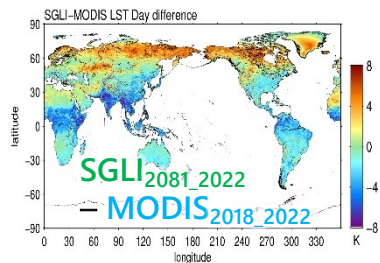 SGLI-MODIS LST Day difference
90
60
30
0
-30
-60
-90
latitude
SGLI2081_2022
– MODIS2018_2022
0 30 60 90 120 150 180 210 240 270 300 330
longitude
8
4
0
-4
-8
K